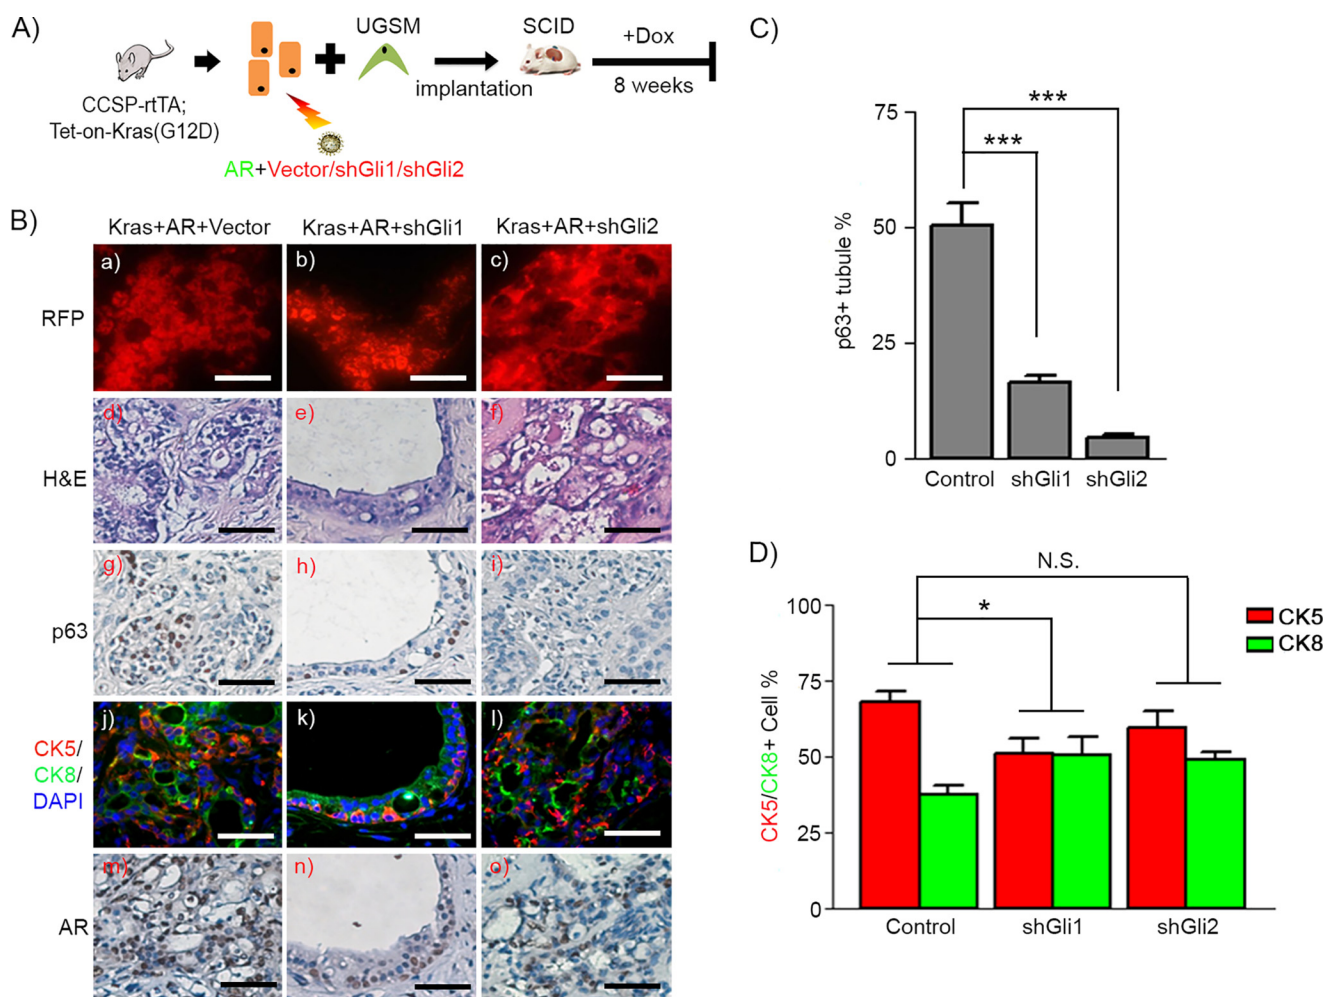 A)
UGSM
SCID
+Dox
implantation
8 weeks
CCSP-rtTA;
Tet-on-Kras(G12D)
AR+Vector/shGli1/shGli2
B)
Kras+AR+Vector
Kras+AR+shGli1
Kras+AR+shGli2
RFP
a)
b)
c)
H&E
d)
e)
f)
p63
g)
h)
i)
CK5/
CK8/
DAPI
j)
k)
l)
AR
m)
n)
o)
C)
***
***
p63+ tubule %
75
50
25
0
Control
shGli1
shGli2
D)
N.S.
*
CK5
CK8
CK5/CK8+ Cell %
100
75
50
25
0
Control
shGli1
shGli2